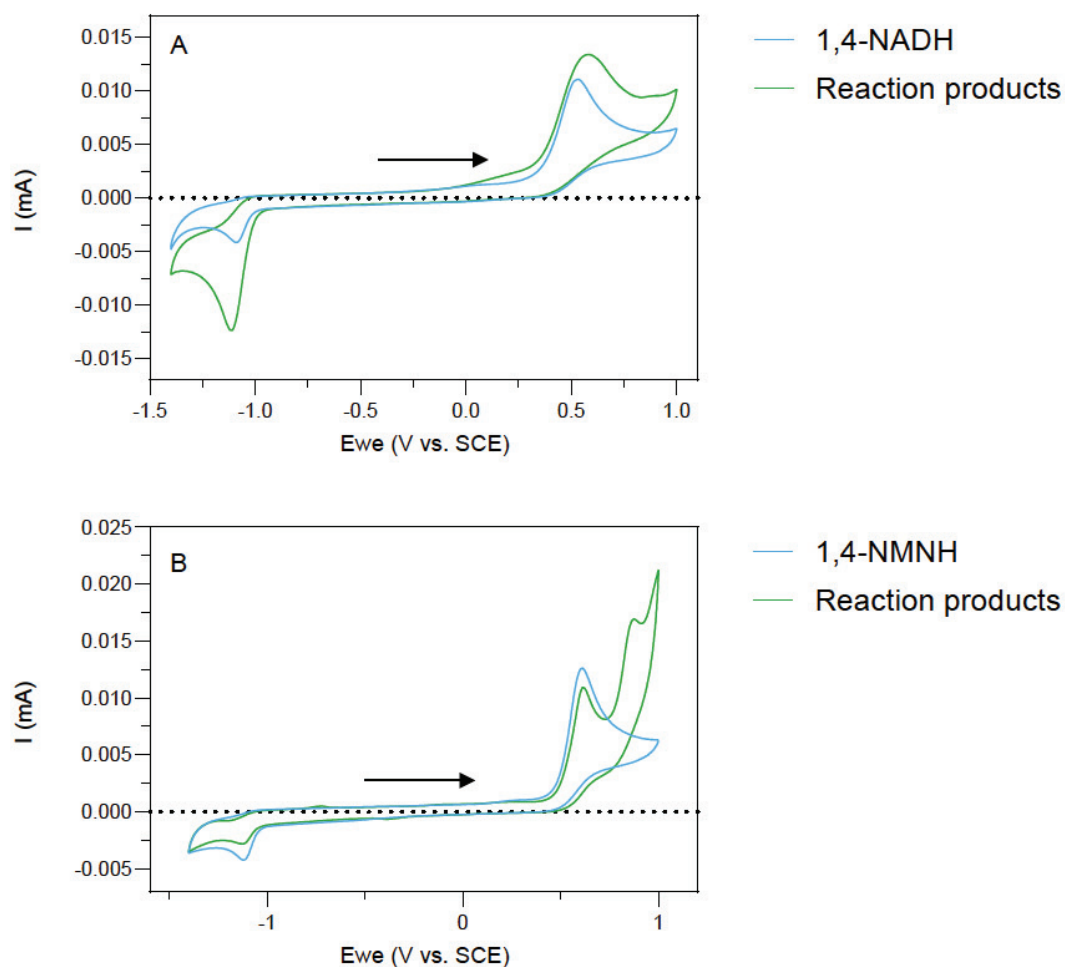 A
1,4-NADH
Reaction products
0.015
0.010
0.005
0.000
-0.005
-0.010
-0.015
I (mA)
-1.5 -1.0 -0.5 0.0 0.5 1.0
Ewe (V vs. SCE)
B
1,4-NMNH
Reaction products
0.025
0.020
0.015
0.010
0.005
0.000
-0.005
I (mA)
-1 0 1
Ewe (V vs. SCE)